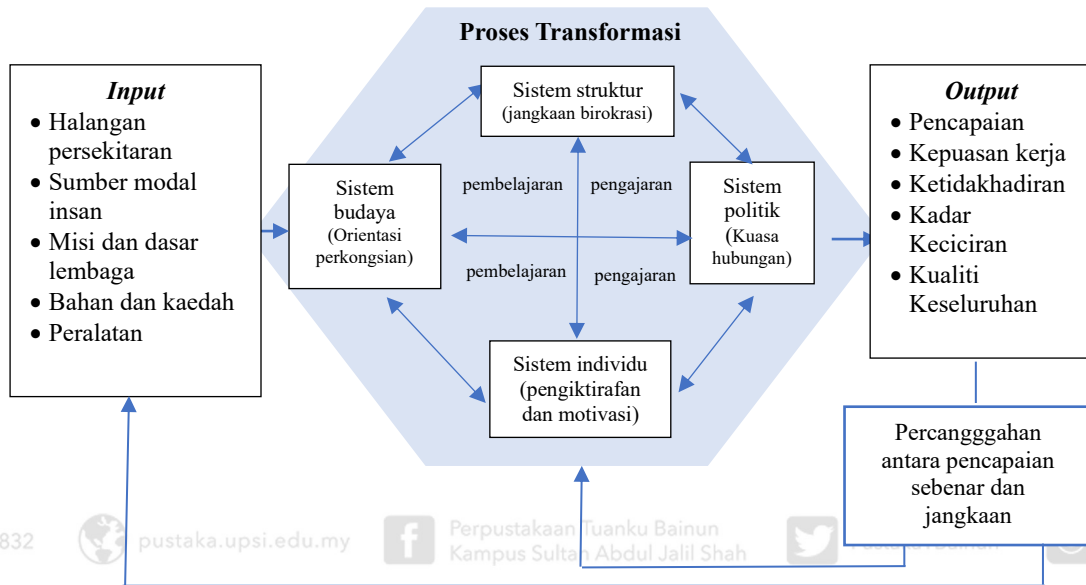 Proses Transformasi
Input
• Halangan
persekitaran
• Sumber modal
insan
• Misi dan dasar
lembaga
• Bahan dan kaedah
• Peralatan
Sistem struktur
(jangkaan birokrasi)
Sistem
budaya
(Orientasi
perkongsian)
pembelajaran
pengajaran
pembelajaran
pengajaran
Sistem
politik
(Kuasa
hubungan)
Sistem individu
(pengiktirafan
dan motivasi)
Output
• Pencapaian
• Kepuasan kerja
• Ketidakhadiran
• Kadar
Keciciran
• Kualiti
Keseluruhan
Percangggahan
antara pencapaian
sebenar dan
jangkaan
832
pustaka.upsi.edu.my
Perpustakaan Tuanku Bainun
Kampus Sultan Abdul Jalil Shah